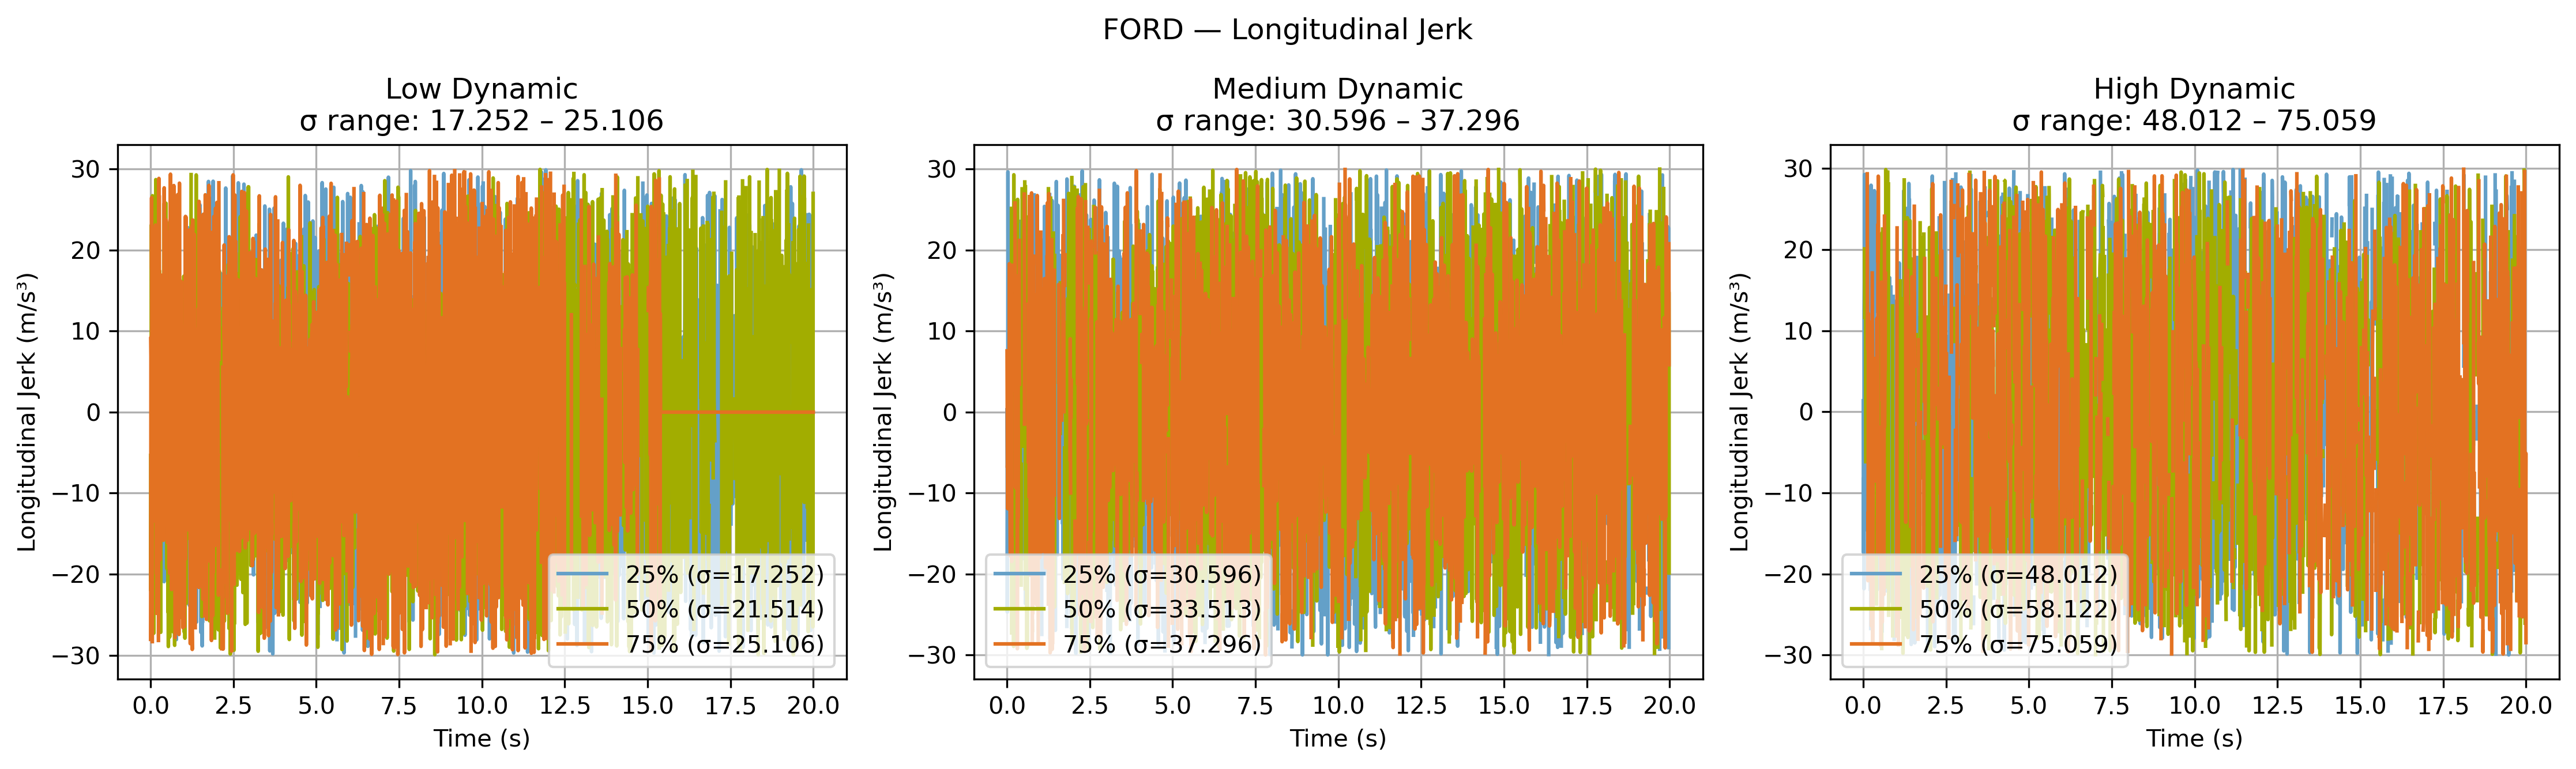 FORD — Longitudinal Jerk
Low Dynamic
σ range: 17.252 – 25.106
Longitudinal Jerk (m/s³)
30
20
10
0
−10
−20
−30
25% (σ=17.252)
50% (σ=21.514)
75% (σ=25.106)
0.0 2.5 5.0 7.5 10.0 12.5 15.0 17.5 20.0
Time (s)
Medium Dynamic
σ range: 30.596 – 37.296
Longitudinal Jerk (m/s³)
30
20
10
0
−10
−20
−30
25% (σ=30.596)
50% (σ=33.513)
75% (σ=37.296)
0.0 2.5 5.0 7.5 10.0 12.5 15.0 17.5 20.0
Time (s)
High Dynamic
σ range: 48.012 – 75.059
Longitudinal Jerk (m/s³)
30
20
10
0
−10
−20
−30
25% (σ=48.012)
50% (σ=58.122)
75% (σ=75.059)
0.0 2.5 5.0 7.5 10.0 12.5 15.0 17.5 20.0
Time (s)